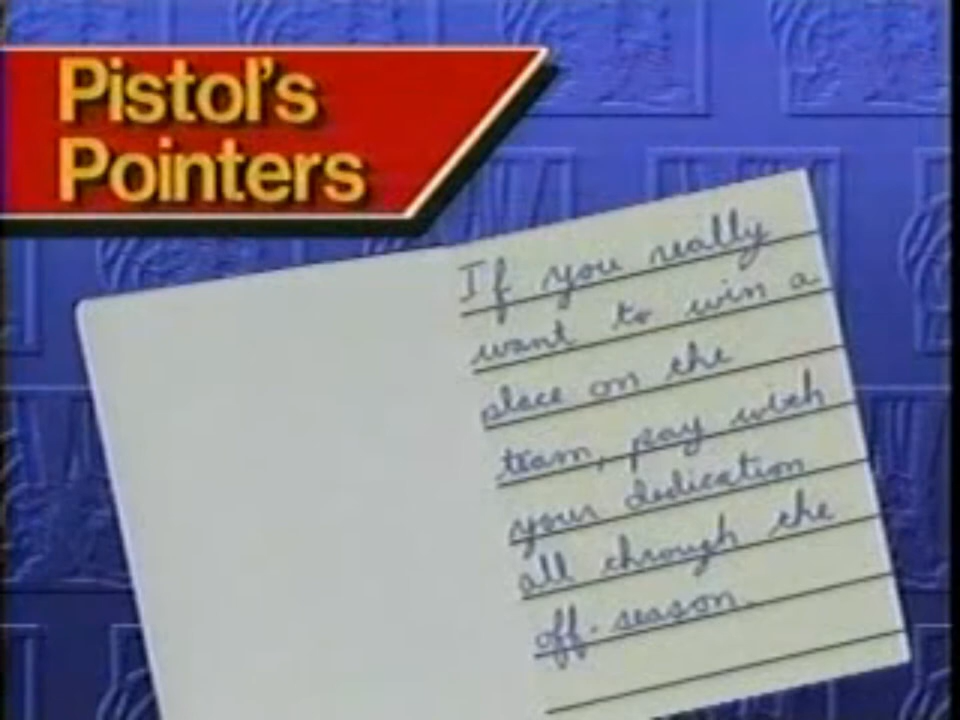 Pistol's
Pointers
If you really
want to win a
place on the
team, pay with
your dedication
all through the
off-season.